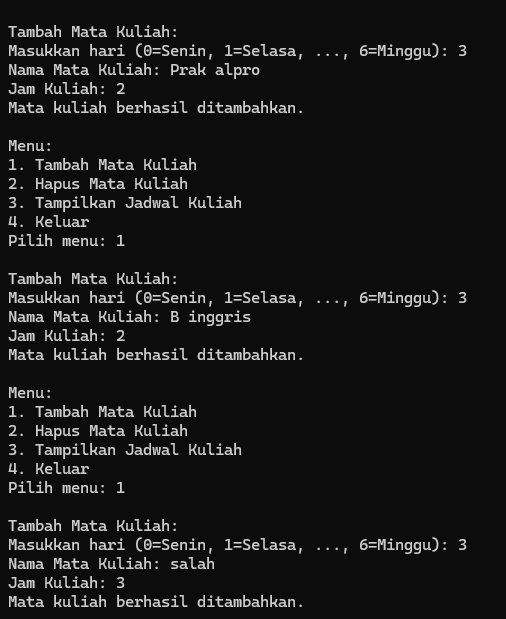 Tambah Mata Kuliah:
Masukkan hari (0=Senin, 1=Selasa, ..., 6=Minggu): 3
Nama Mata Kuliah: Prak alpro
Jam Kuliah: 2
Mata kuliah berhasil ditambahkan.

Menu:
1. Tambah Mata Kuliah
2. Hapus Mata Kuliah
3. Tampilkan Jadwal Kuliah
4. Keluar
Pilih menu: 1

Tambah Mata Kuliah:
Masukkan hari (0=Senin, 1=Selasa, ..., 6=Minggu): 3
Nama Mata Kuliah: B inggris
Jam Kuliah: 2
Mata kuliah berhasil ditambahkan.

Menu:
1. Tambah Mata Kuliah
2. Hapus Mata Kuliah
3. Tampilkan Jadwal Kuliah
4. Keluar
Pilih menu: 1

Tambah Mata Kuliah:
Masukkan hari (0=Senin, 1=Selasa, ..., 6=Minggu): 3
Nama Mata Kuliah: salah
Jam Kuliah: 3
Mata kuliah berhasil ditambahkan.